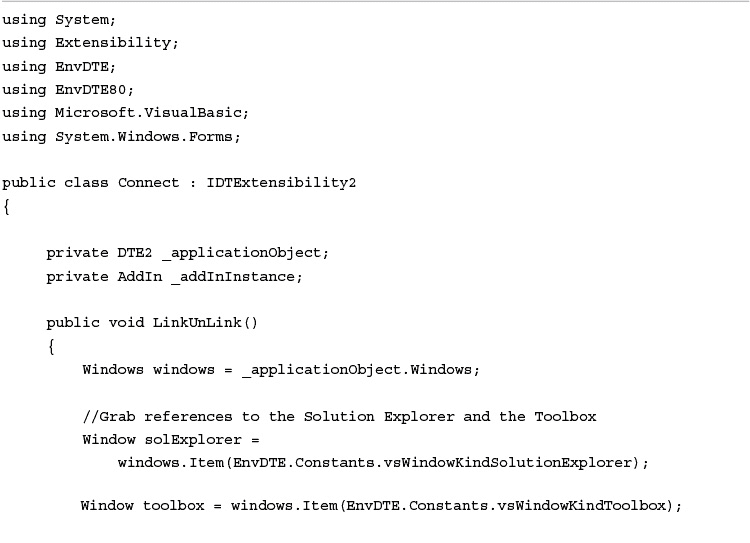 using System;
using Extensibility;
using EnvDTE;
using EnvDTE80;
using Microsoft.VisualBasic;
using System.Windows.Forms;
public class Connect : IDTExtensibility2
{
private DTE2 _applicationObject;
private AddIn _addInInstance;
public void LinkUnLink()
{
Windows windows = _applicationObject.Windows;
//Grab references to the Solution Explorer and the Toolbox
Window solExplorer =
windows.Item(EnvDTE.Constants.vsWindowKindSolutionExplorer);
Window toolbox = windows.Item(EnvDTE.Constants.vsWindowKindToolbox);